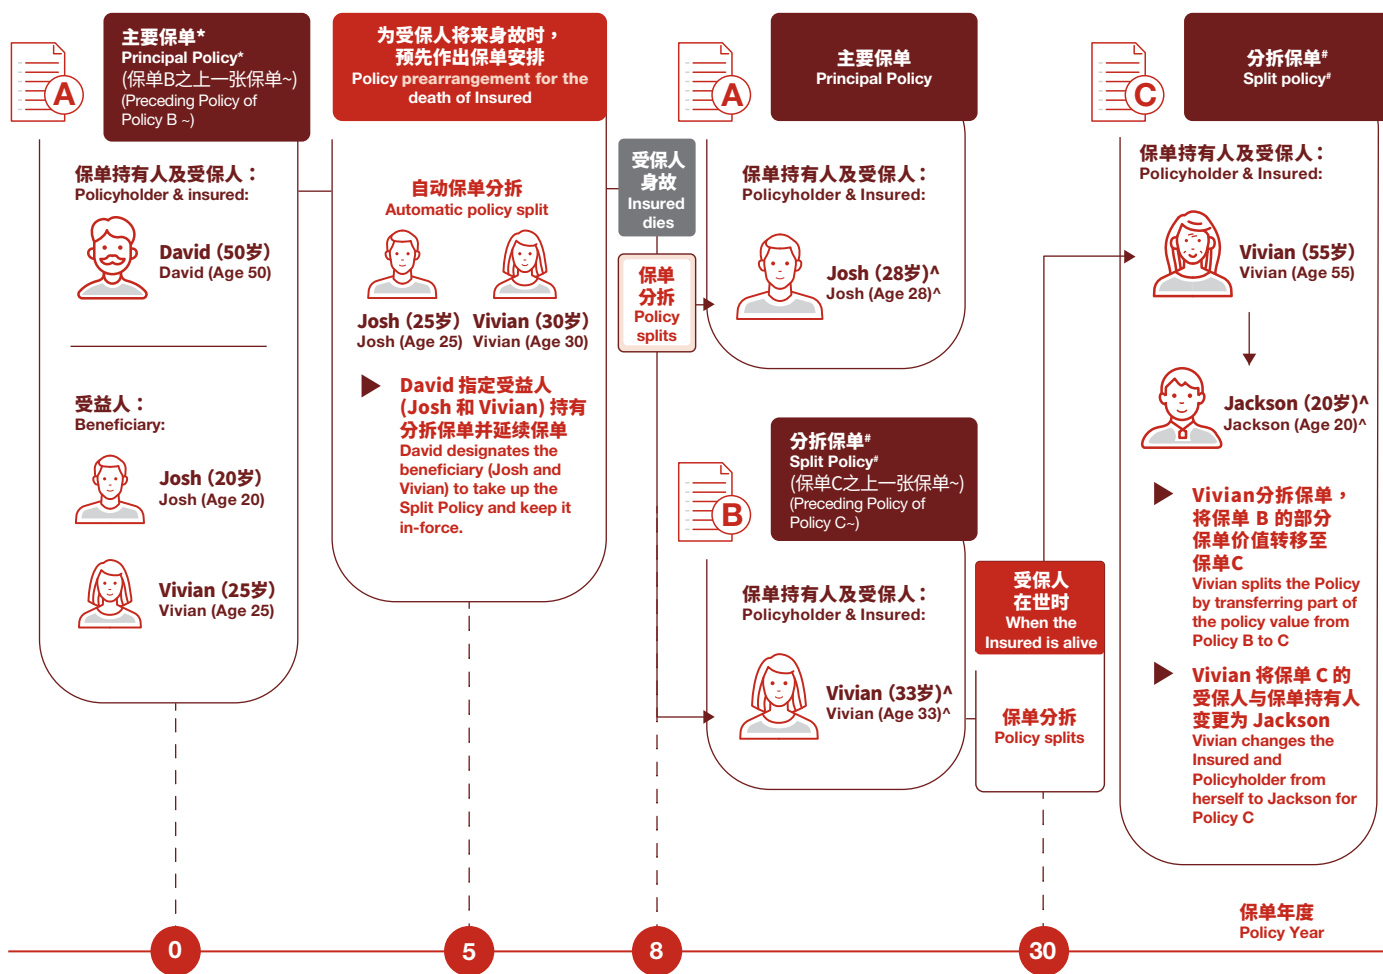 A
主要保单*
Principal Policy*
(保单B之上一张保单~)
(Preceding Policy of
Policy B ~)
保单持有人及受保人：
Policyholder & insured:
David (50岁)
David (Age 50)
受益人：
Beneficiary:
Josh (20岁)
Josh (Age 20)
Vivian (25岁)
Vivian (Age 25)
为受保人将来身故时，
预先作出保单安排
Policy prearrangement for the
death of Insured
自动保单分拆
Automatic policy split
Josh (25岁) Vivian (30岁)
Josh (Age 25) Vivian (Age 30)
David 指定受益人
(Josh 和 Vivian) 持有
分拆保单并延续保单
David designates the
beneficiary (Josh and
Vivian) to take up the
Split Policy and keep it
in-force.
受保人
身故
Insured
dies
保单
分拆
Policy
splits
A
主要保单
Principal Policy
保单持有人及受保人：
Policyholder & Insured:
Josh (28岁)^
Josh (Age 28)^
B
分拆保单#
Split Policy#
(保单C之上一张保单~)
(Preceding Policy of
Policy C~)
保单持有人及受保人：
Policyholder & Insured:
Vivian (33岁)^
Vivian (Age 33)^
受保人
在世时
When the
Insured is alive
保单分拆
Policy splits
C
分拆保单#
Split policy#
保单持有人及受保人：
Policyholder & Insured:
Vivian (55岁)
Vivian (Age 55)
Jackson (20岁)^
Jackson (Age 20)^
Vivian分拆保单，
将保单 B 的部分
保单价值转移至
保单C
Vivian splits the Policy
by transferring part of
the policy value from
Policy B to C
Vivian 将保单 C 的
受保人与保单持有人
变更为 Jackson
Vivian changes the
Insured and
Policyholder from
herself to Jackson for
Policy C
保单年度
Policy Year
0
5
8
30